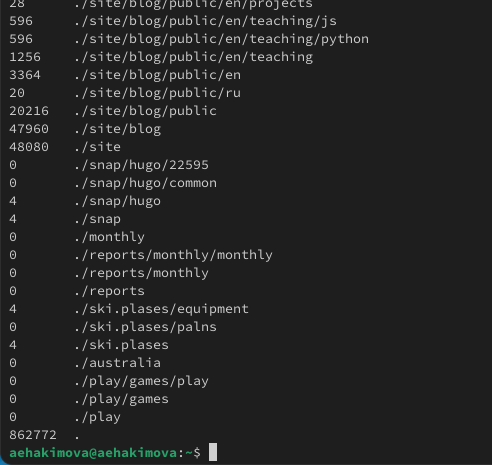 28 ./site/blog/public/en/projects
596 ./site/blog/public/en/teaching/js
596 ./site/blog/public/en/teaching/python
1256 ./site/blog/public/en/teaching
3364 ./site/blog/public/en
20 ./site/blog/public/ru
20216 ./site/blog/public
47960 ./site/blog
48080 ./site
0 ./snap/hugo/22595
0 ./snap/hugo/common
4 ./snap/hugo
4 ./snap
0 ./monthly
0 ./reports/monthly/monthly
0 ./reports/monthly
0 ./reports
4 ./ski.plases/equipment
0 ./ski.plases/palns
4 ./ski.plases
0 ./australia
0 ./play/games/play
0 ./play/games
0 ./play
862772 .
aehakimova@aehakimova:~$